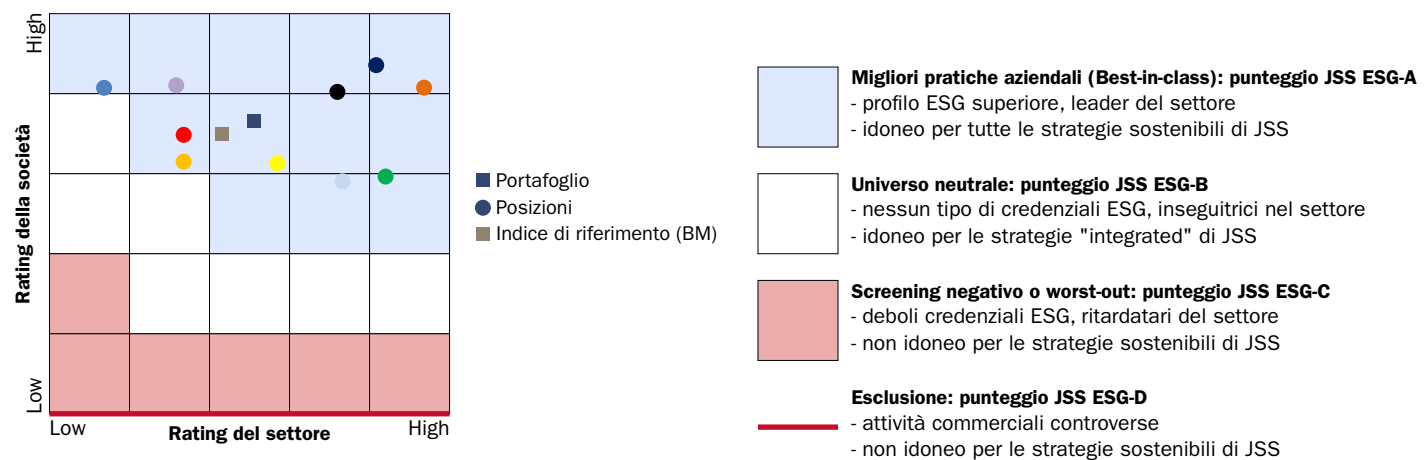 High
Rating della società
Low
Low
Rating del settore
High
Portafoglio
Posizioni
Indice di riferimento (BM)
Migliori pratiche aziendali (Best-in-class): punteggio JSS ESG-A
- profilo ESG superiore, leader del settore
- idoneo per tutte le strategie sostenibili di JSS
Universo neutrale: punteggio JSS ESG-B
- nessun tipo di credenziali ESG, inseguitrici nel settore
- idoneo per le strategie "integrated" di JSS
Screening negativo o worst-out: punteggio JSS ESG-C
- deboli credenziali ESG, ritardatari del settore
- non idoneo per le strategie sostenibili di JSS
Esclusione: punteggio JSS ESG-D
- attività commerciali controverse
- non idoneo per le strategie sostenibili di JSS